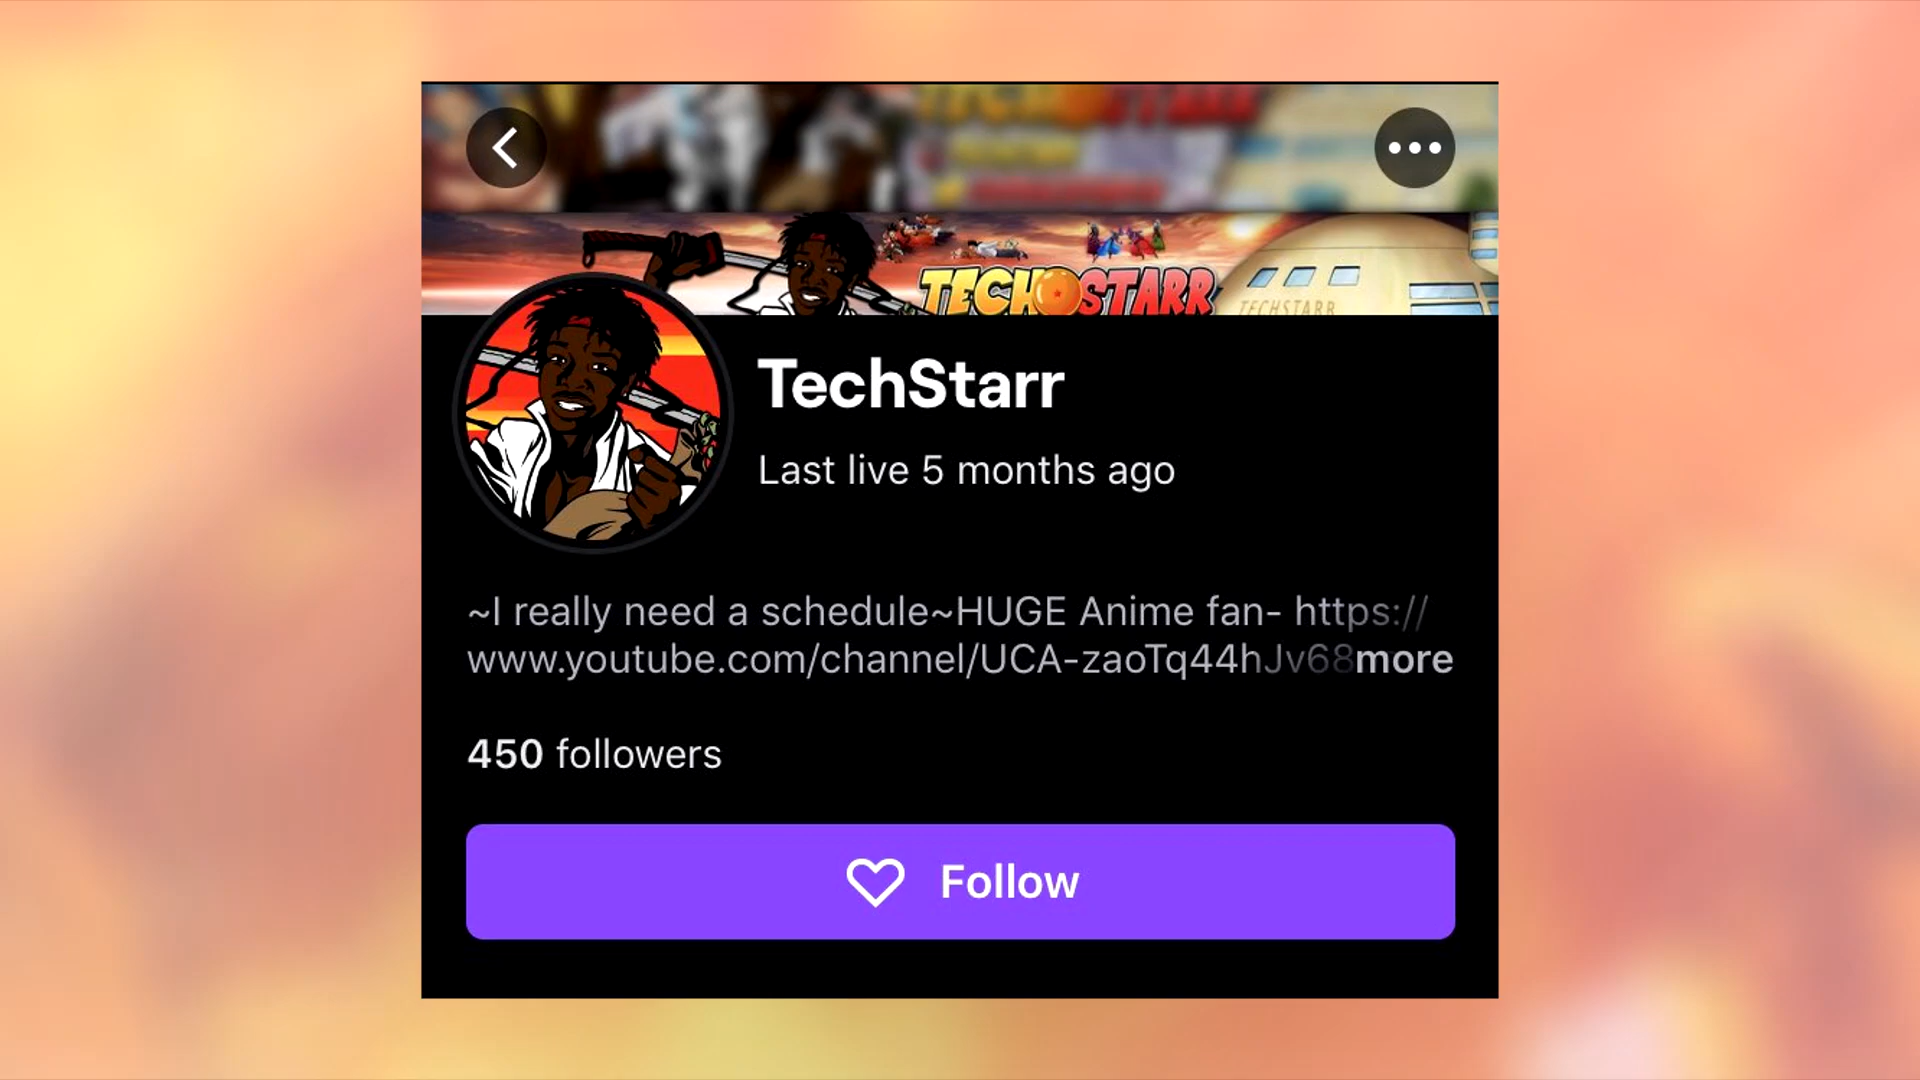 TECHSTARR
TECHSTARR
TechStarr
Last live 5 months ago
~I really need a schedule~HUGE Anime fan- https://
www.youtube.com/channel/UCA-zaoTq44hJv68more
450 followers
Follow